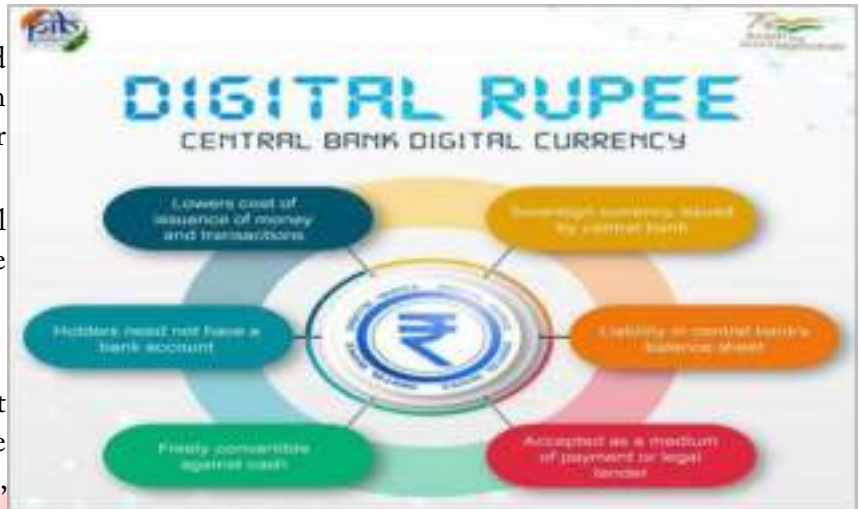 DIGITAL RUPEE
CENTRAL BANK DIGITAL CURRENCY
Lowers cost of
issuance of money
and transactions
Sovereign currency issued
by central bank
Holders need not have a
bank account
Liability in central bank's
balance sheet
Freely convertible
against cash
Accepted as a medium
of payment or legal
tender
₹